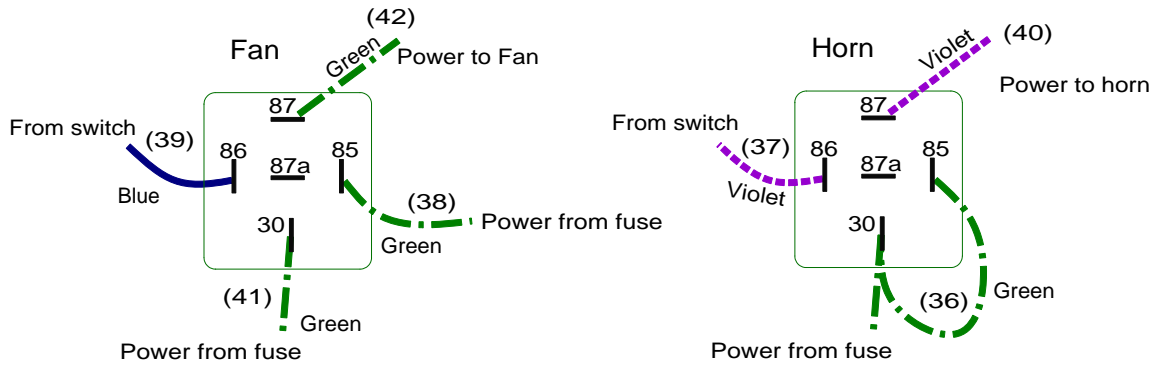 Fan
(42)
Green
Power to Fan
87
From switch
(39)
86
87a
85
Blue
(38)
Power from fuse
30
Green
(41)
Green
Power from fuse
Horn
Violet
(40)
Power to horn
87
From switch
(37)
86
87a
85
Violet
30
(36)
Green
Power from fuse